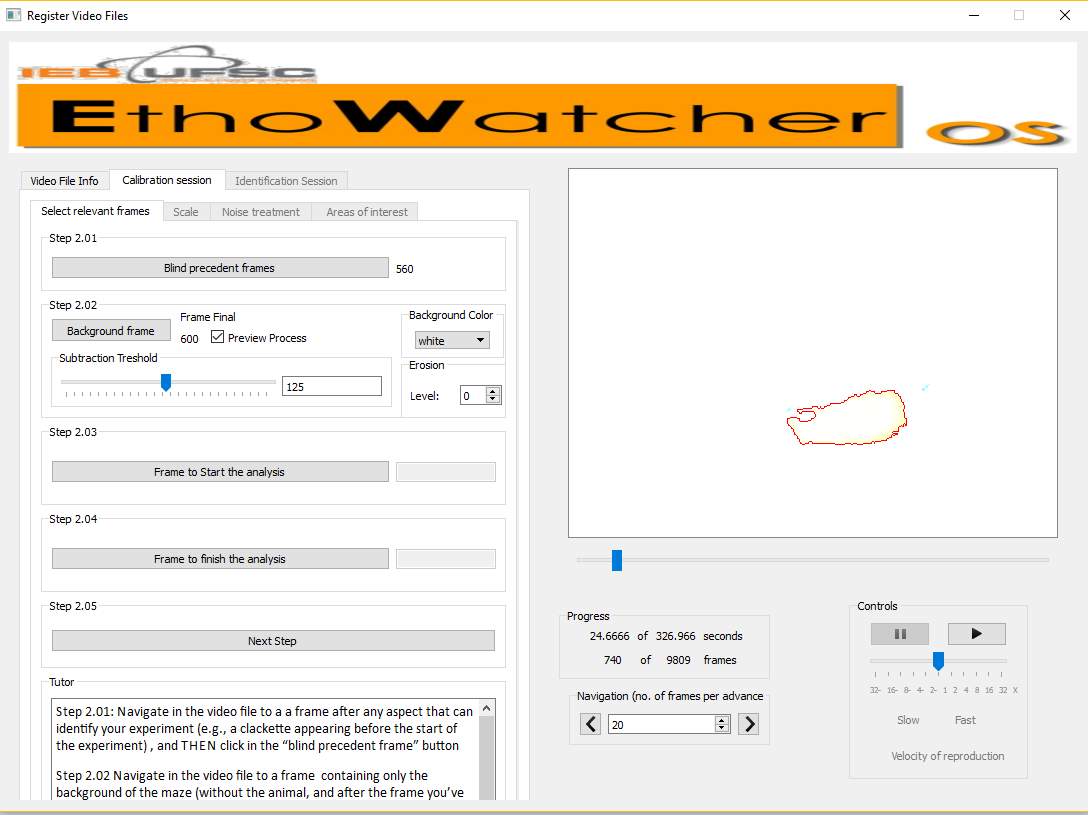 Register Video Files
IEB UFSC
EthoWatcher OS
Video File Info Calibration session Identification Session
Select relevant frames Scale Noise treatment Areas of interest
Step 2.01
Blind precedent frames 560
Step 2.02
Background frame
Frame Final
600 Preview Process
Background Color
white
Subtraction Treshold
125
Erosion
Level: 0
Step 2.03
Frame to Start the analysis
Step 2.04
Frame to finish the analysis
Step 2.05
Next Step
Tutor
Step 2.01: Navigate in the video file to a a frame after any aspect that can
identify your experiment (e.g., a clackette appearing before the start of
the experiment) , and THEN click in the “blind precedent frame” button
Step 2.02 Navigate in the video file to a frame containing only the
background of the maze (without the animal, and after the frame you’ve
Progress
24.6666 of 326.966 seconds
740 of 9809 frames
Navigation (no. of frames per advance
20
Controls
32- 16- 8- 4- 2- 1 2 4 8 16 32 X
Slow Fast
Velocity of reproduction